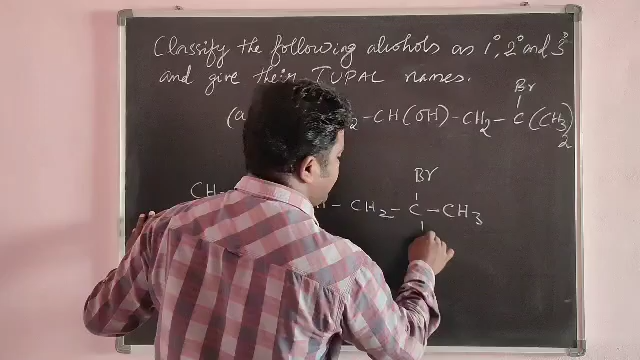 Classify the following alcohols as 1°, 2° and 3°
and give their IUPAC names.
Br
(a 2 - CH(OH) - CH2 - C(CH3)2
Br
CH - CH2 - C - CH3